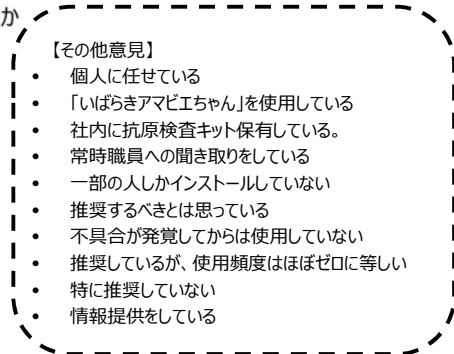 か
【その他意見】
• 個人に任せている
• 「いばらきアマビエちゃん」を使用している
• 社内に抗原検査キット保有している。
• 常時職員への聞き取りをしている
• 一部の人しかインストールしていない
• 推奨するべきとは思っている
• 不具合が発覚してからは使用していない
• 推奨しているが、使用頻度はほぼゼロに等しい
• 特に推奨していない
• 情報提供をしている